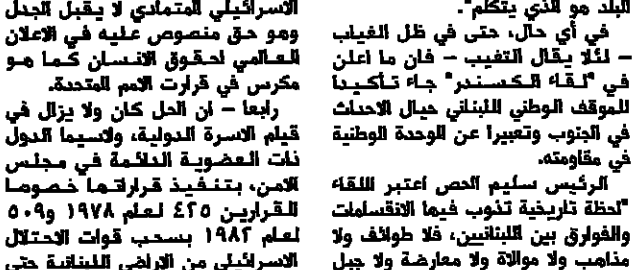 البلد هو الذي يتكلم".
في أي حال، حتى في ظل الغياب
– لئلا يقال التغيب – فان ما اعلن
في "لقاء الكسندر" جاء تأكيدا
للموقف الوطني اللبناني حيال الاحداث
في الجنوب وتعبيرا عن الوحدة الوطنية
في مقاومته.
الرئيس سليم الحص اعتبر اللقاء
"لحظة تاريخية تذوب فيها الانقسامات
والفوارق بين اللبنانيين، فلا طوائف ولا
مذاهب ولا موالاة ولا معارضة ولا جبل
الاسرائيلي المتمادي لا يقبل الجدل
وهو حق منصوص عليه في الاعلان
العالمي لحقوق الانسان كما هو
مكرس في قرارت الامم المتحدة.
رابعا – ان الحل كان ولا يزال في
قيام الاسرة الدولية، ولاسيما الدول
ذات العضوية الدائمة في مجلس
الامن، بتنفيذ قراراتها خصوصا
القرارين ٤٢٥ لعام ١٩٧٨ و٥٠٩
لعام ١٩٨٢ بسحب قوات الاحتلال
الاسرائيلي من الاراضي اللبنانية حتى